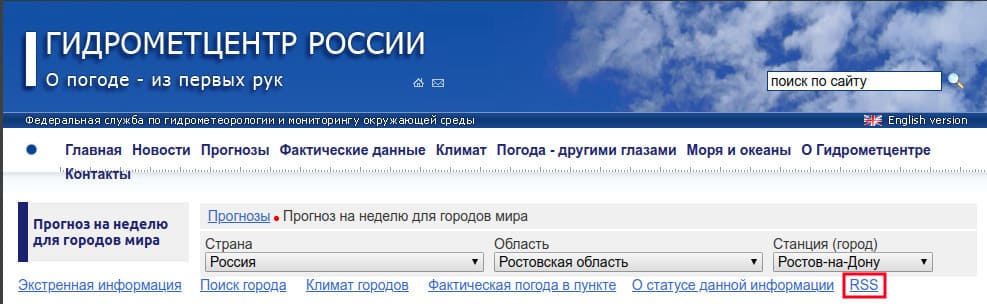 ГИДРОМЕТЦЕНТР РОССИИ
О погоде - из первых рук
поиск по сайту
Федеральная служба по гидрометеорологии и мониторингу окружающей среды
English version
Главная Новости Прогнозы Фактические данные Климат Погода - другими глазами Моря и океаны О Гидрометцентре
Контакты
Прогноз на неделю
для городов мира
Прогнозы Прогноз на неделю для городов мира
Страна Область Станция (город)
Россия Ростовская область Ростов-на-Дону
Экстренная информация Поиск города Климат городов Фактическая погода в пункте О статусе данной информации RSS